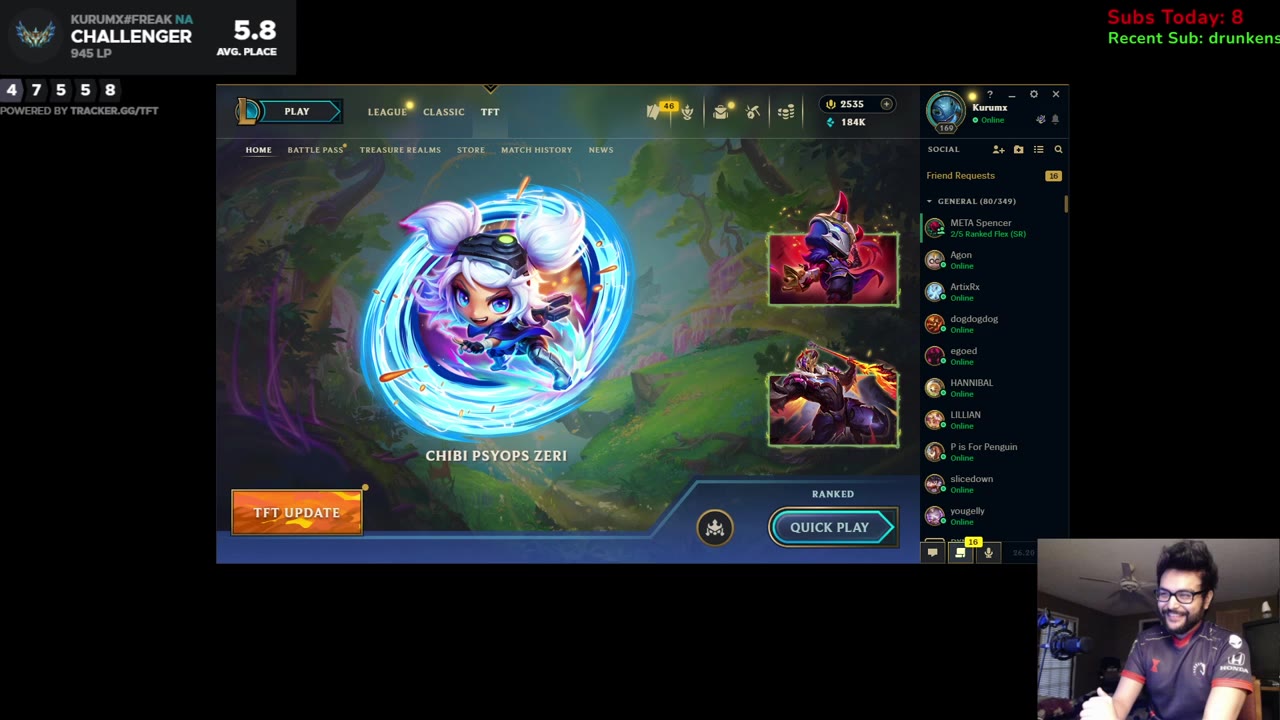 KURUMX#FREAK NA
CHALLENGER
945 LP
5.8
AVG. PLACE
4 7 5 5 8
POWERED BY TRACKER.GG/TFT
Subs Today: 8
Recent Sub: drunkens
PLAY
LEAGUE
CLASSIC
TFT
46
2535
184K
169
Kurumx
Online
HOME
BATTLE PASS
TREASURE REALMS
STORE
MATCH HISTORY
NEWS
SOCIAL
Friend Requests
16
GENERAL (80/349)
META Spencer
2/5 Ranked Flex (SR)
Agon
Online
ArtixRx
Online
dogdogdog
Online
egoed
Online
HANNIBAL
Online
LILLIAN
Online
P is For Penguin
Online
slicedown
Online
yougelly
Online
CHIBI PSYOPS ZERI
TFT UPDATE
RANKED
QUICK PLAY
16
HONDA